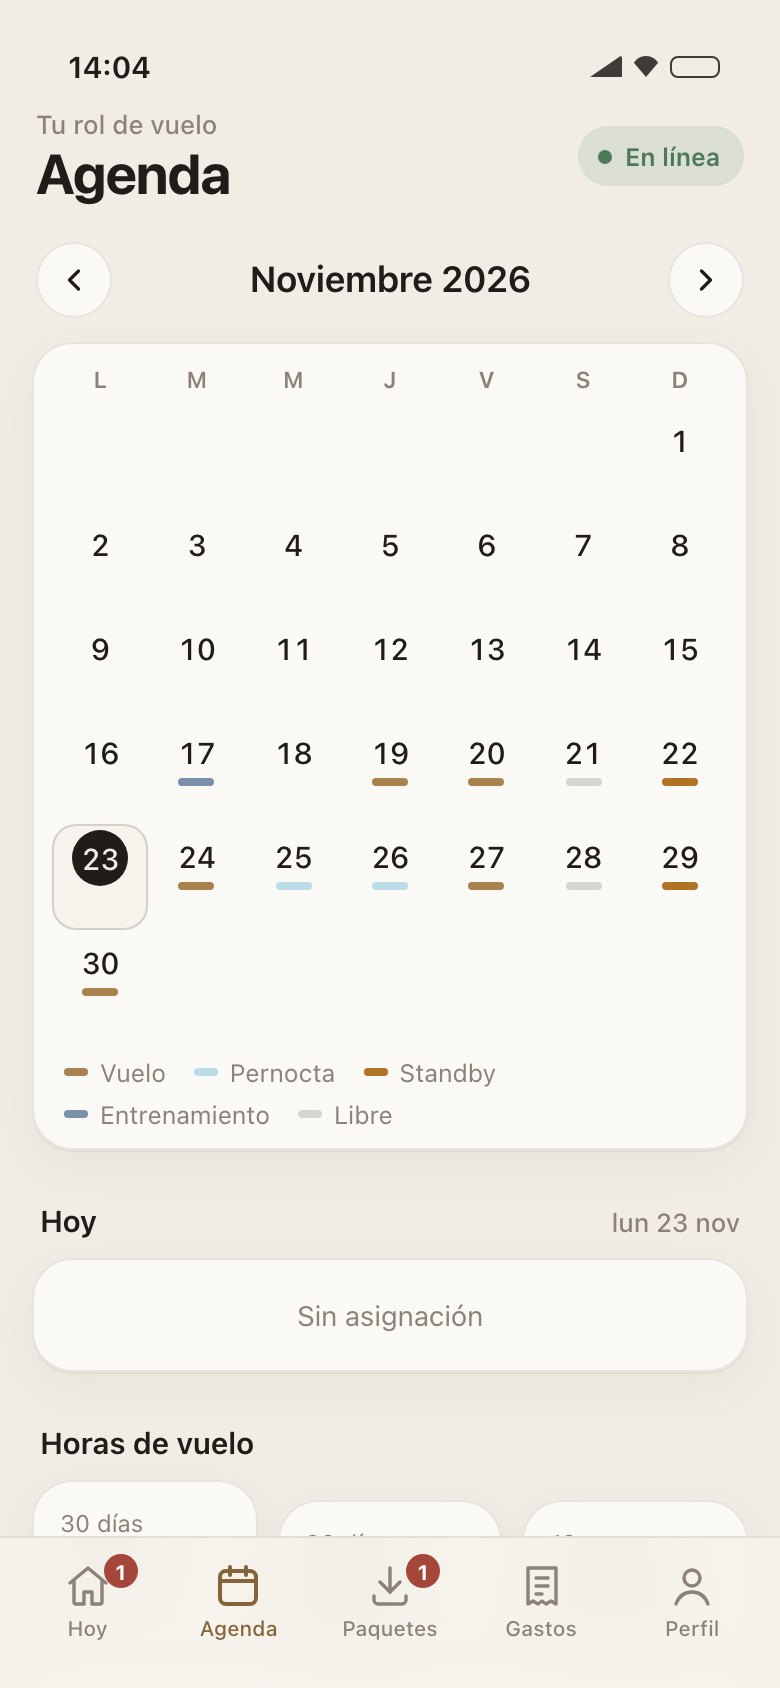 14:04
Tu rol de vuelo
Agenda
En línea
Noviembre 2026
L M M J V S D
1
2 3 4 5 6 7 8
9 10 11 12 13 14 15
16 17 18 19 20 21 22
23 24 25 26 27 28 29
30
Vuelo Pernocta Standby
Entrenamiento Libre
Hoy lun 23 nov
Sin asignación
Horas de vuelo
30 días
1 1
Hoy Agenda Paquetes Gastos Perfil